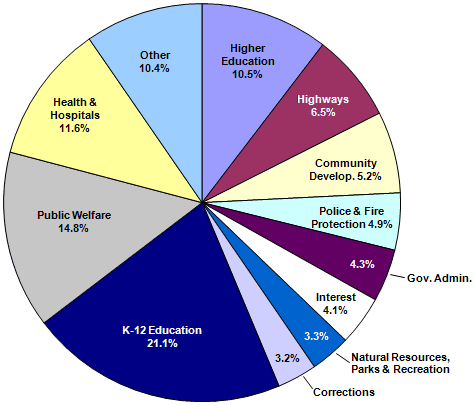 Higher
Education
10.5%
Highways
6.5%
Community
Develop. 5.2%
Police & Fire
Protection 4.9%
4.3%
Gov. Admin.
Interest
4.1%
3.3%
Natural Resources,
Parks & Recreation
3.2%
Corrections
K-12 Education
21.1%
Public Welfare
14.8%
Health &
Hospitals
11.6%
Other
10.4%